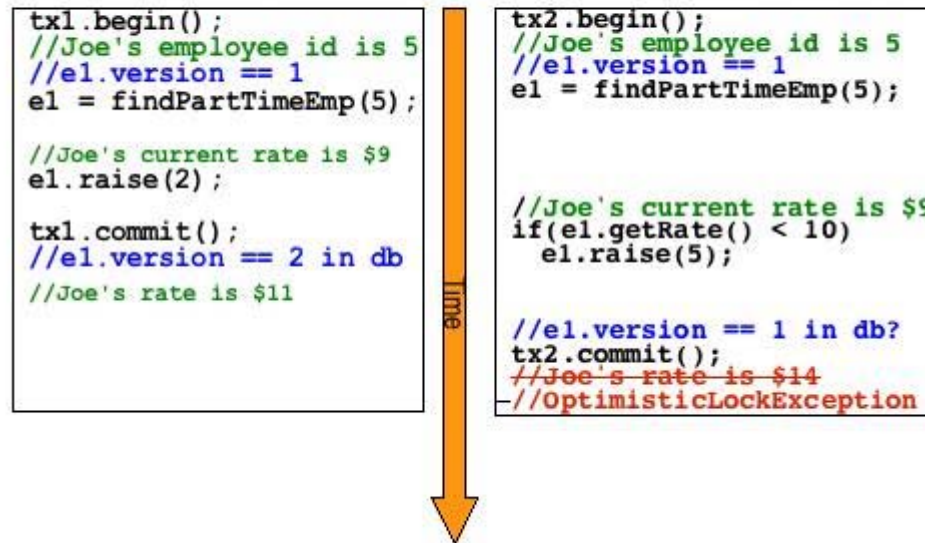 tx1.begin();
//Joe's employee id is 5
//e1.version == 1
e1 = findPartTimeEmp(5);
//Joe's current rate is $9
e1.raise(2);
tx1.commit();
//e1.version == 2 in db
//Joe's rate is $11
Time
tx2.begin();
//Joe's employee id is 5
//e1.version == 1
e1 = findPartTimeEmp(5);
//Joe's current rate is $9
if(e1.getRate() < 10)
e1.raise(5);
//e1.version == 1 in db?
tx2.commit();
//Joe's rate is $14
//OptimisticLockException